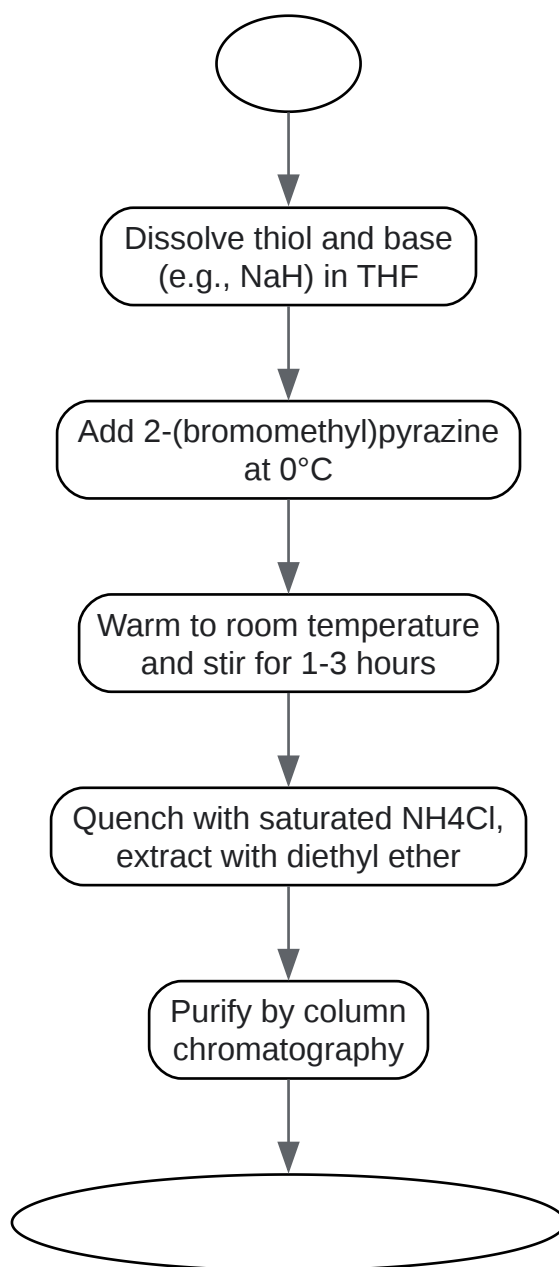 Dissolve thiol and base
(e.g., NaH) in THF
Add 2-(bromomethyl)pyrazine
at 0°C
Warm to room temperature
and stir for 1-3 hours
Quench with saturated NH4Cl,
extract with diethyl ether
Purify by column
chromatography